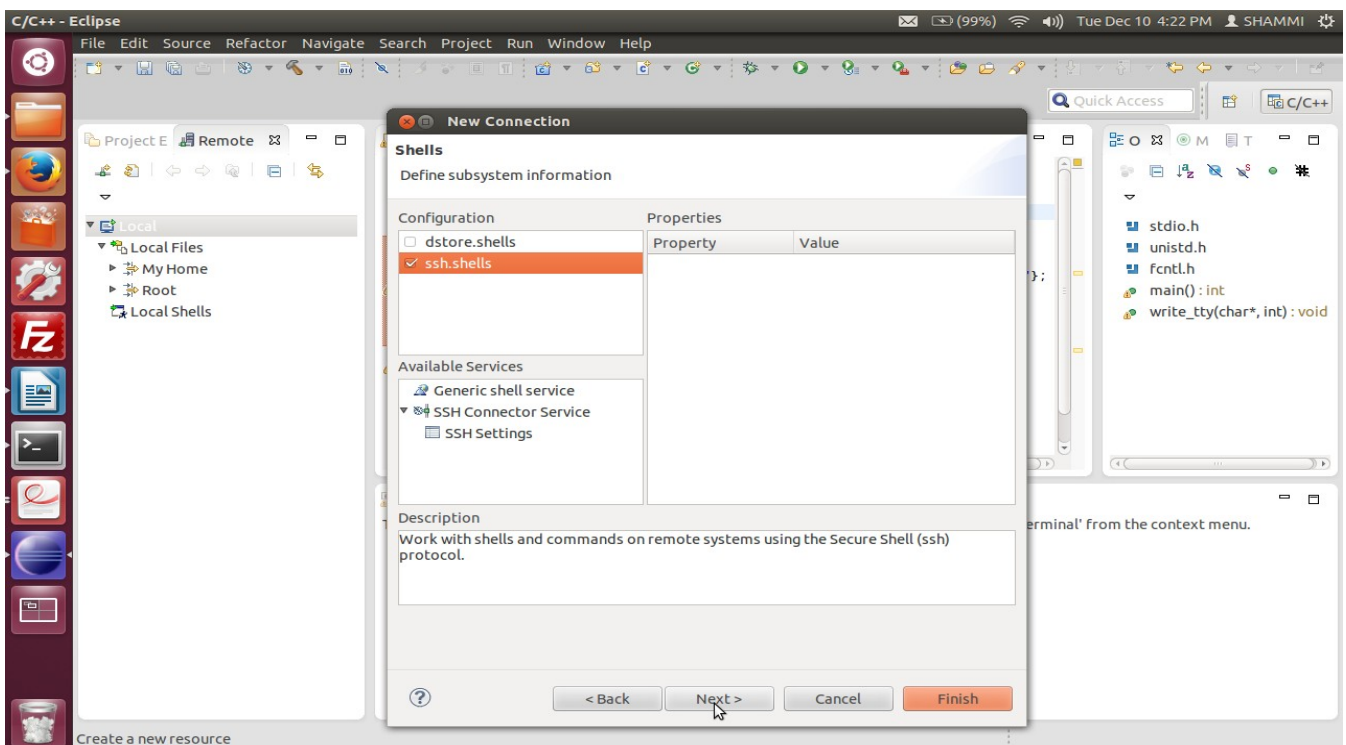 C/C++ - Eclipse
(99%)
Tue Dec 10 4:22 PM
SHAMMI
File Edit Source Refactor Navigate Search Project Run Window Help
Quick Access
C/C++
New Connection
Project E
Remote
O
M
T
Shells
Define subsystem information
Configuration
Properties
dstore.shells
Property
Value
ssh.shells
Local
Local Files
My Home
Root
Local Shells
stdio.h
unistd.h
fcntl.h
main() : int
write_tty(char*, int) : void
};
Available Services
Generic shell service
SSH Connector Service
SSH Settings
Description
Work with shells and commands on remote systems using the Secure Shell (ssh)
protocol.
erminal' from the context menu.
< Back
Next >
Cancel
Finish
Create a new resource